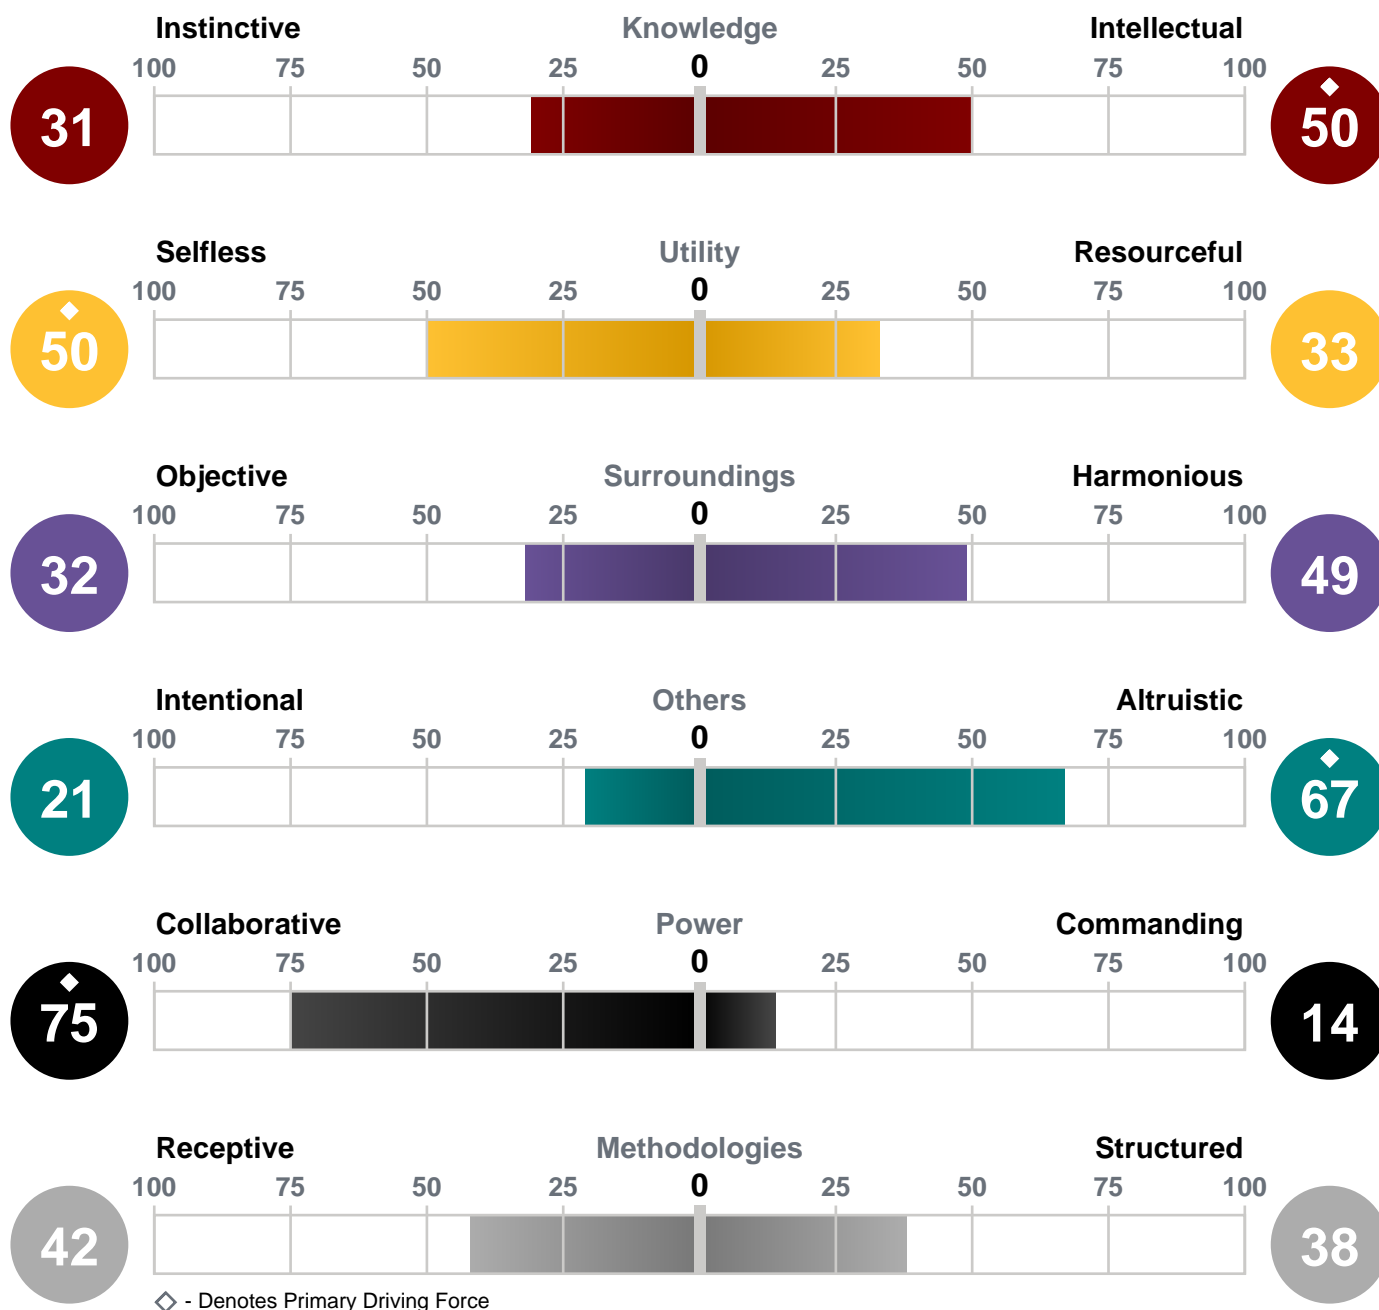 Instinctive Knowledge Intellectual
100 75 50 25 0 25 50 75 100
31 50
Selfless Utility Resourceful
100 75 50 25 0 25 50 75 100
50 33
Objective Surroundings Harmonious
100 75 50 25 0 25 50 75 100
32 49
Intentional Others Altruistic
100 75 50 25 0 25 50 75 100
21 67
Collaborative Power Commanding
100 75 50 25 0 25 50 75 100
75 14
Receptive Methodologies Structured
100 75 50 25 0 25 50 75 100
42 38
- Denotes Primary Driving Force